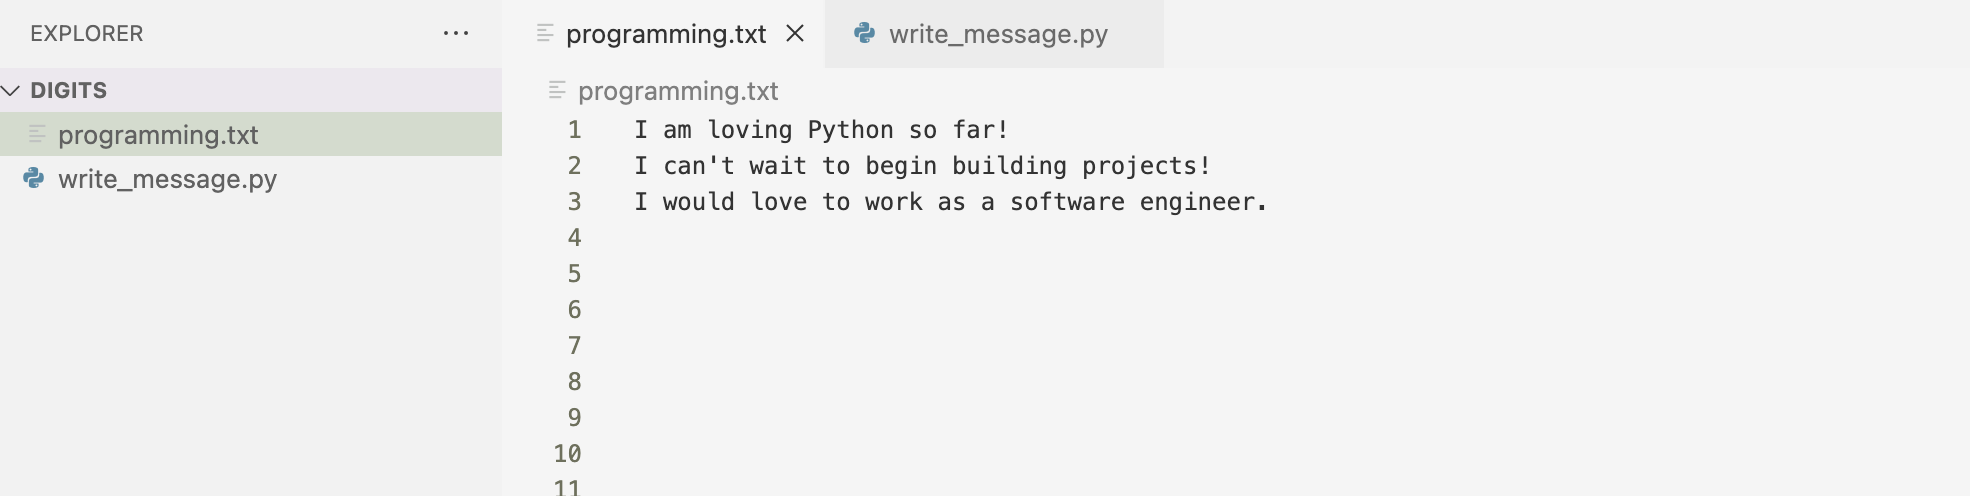 EXPLORER ...
programming.txt
write_message.py
DIGITS
programming.txt
write_message.py
programming.txt
1 I am loving Python so far!
2 I can't wait to begin building projects!
3 I would love to work as a software engineer.
4
5
6
7
8
9
10
11